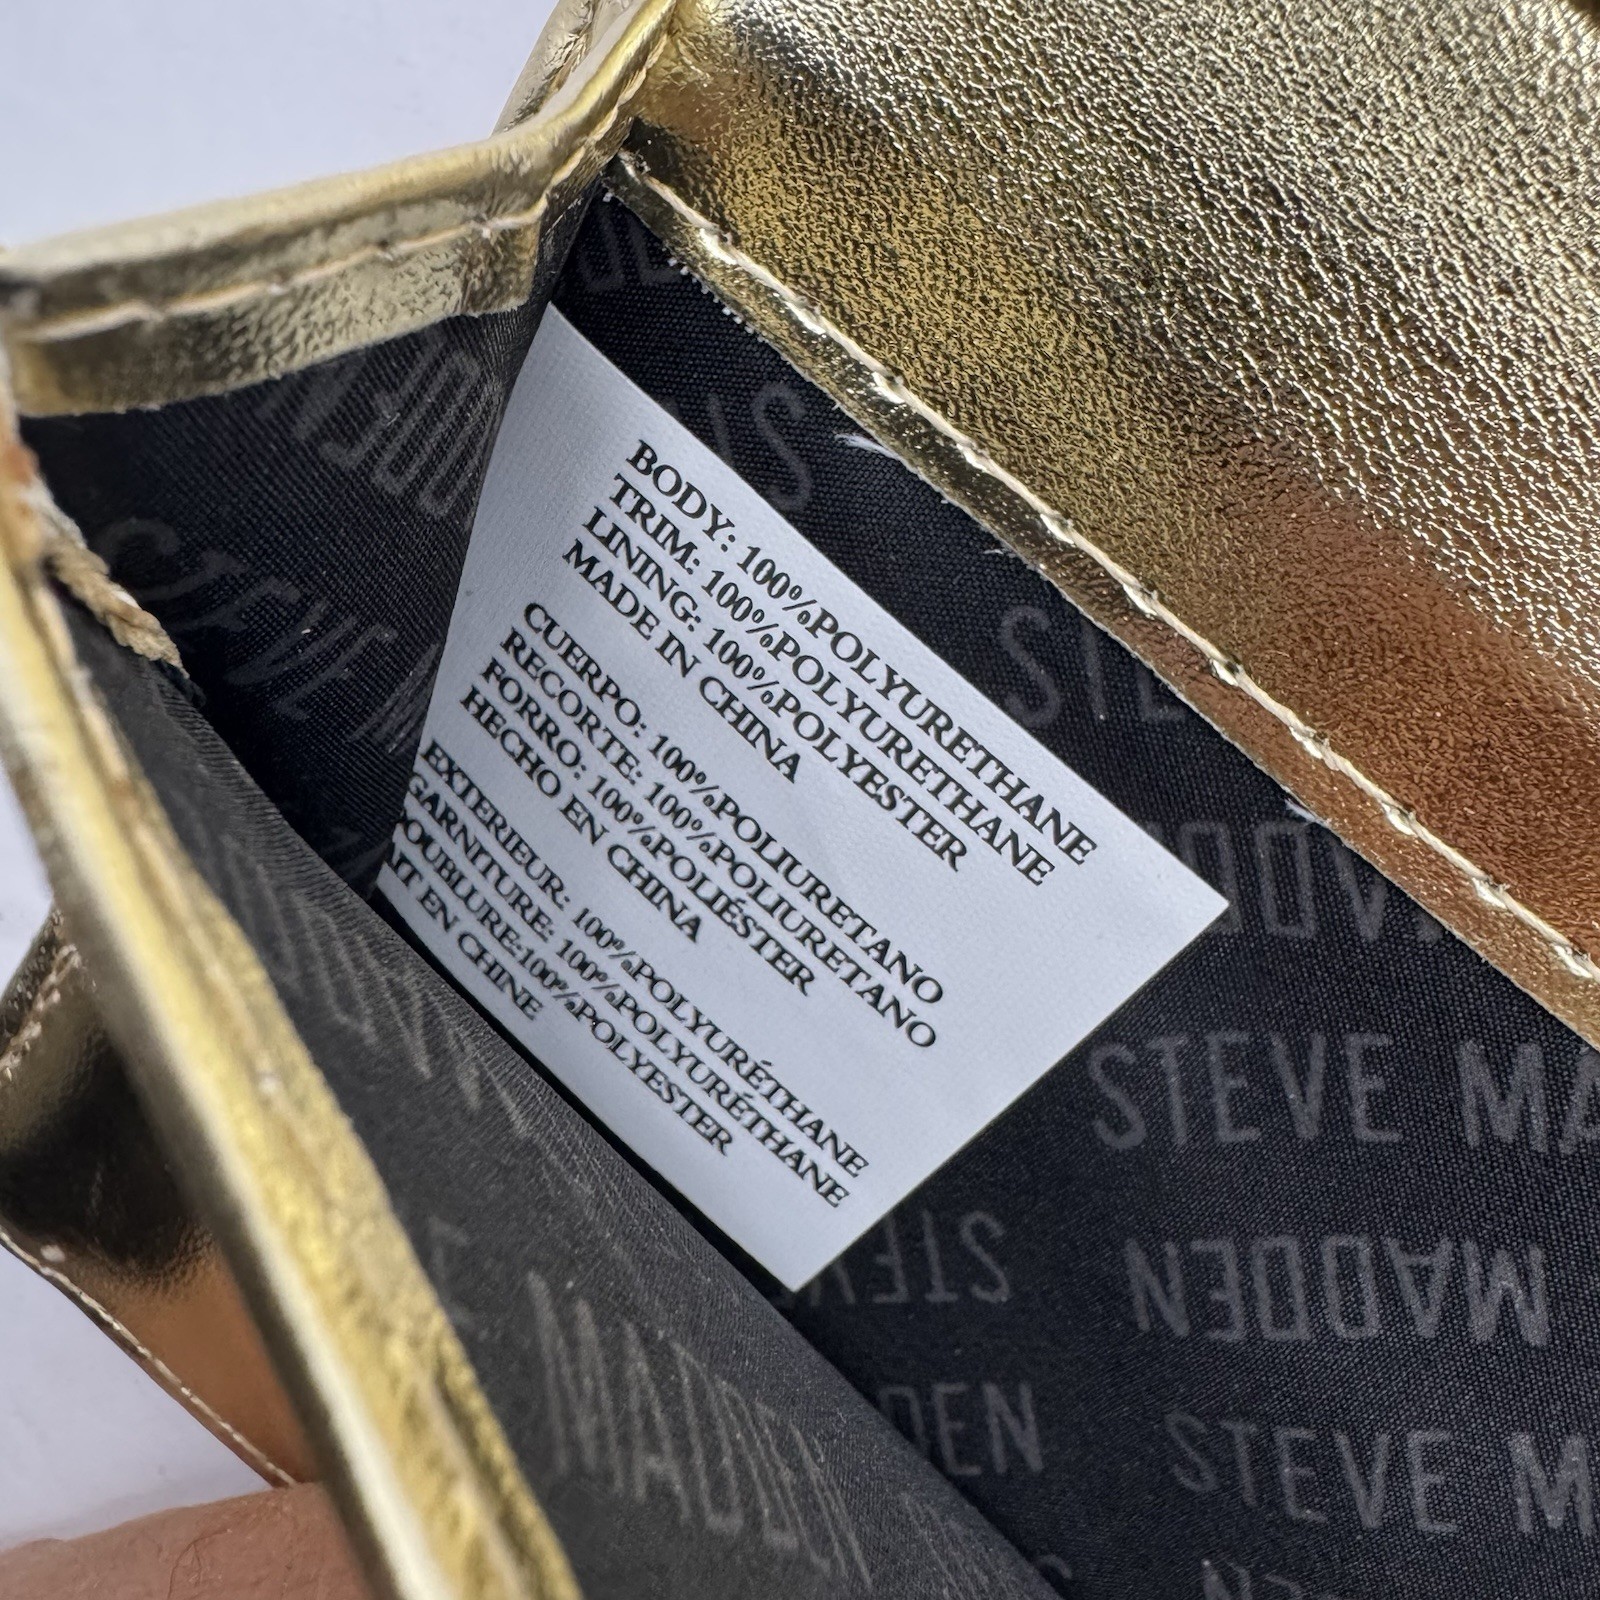 BODY: 100%POLYURETHANE
TRIM: 100%POLYURETHANE
LINING: 100%POLYESTER
MADE IN CHINA
CUERPO: 100%POLIURETANO
RECORTE: 100%POLIURETANO
FORRO: 100%POLIÉSTER
HECHO EN CHINA
EXTERIEUR: 100%POLYURÉTHANE
GARNITURE: 100%POLYURÉTHANE
OUBLURE:100%POLYESTER
EN CHINE
STEVE
MADDEN
STEVE
STEVE
MADDEN
STEVE
MADDEN